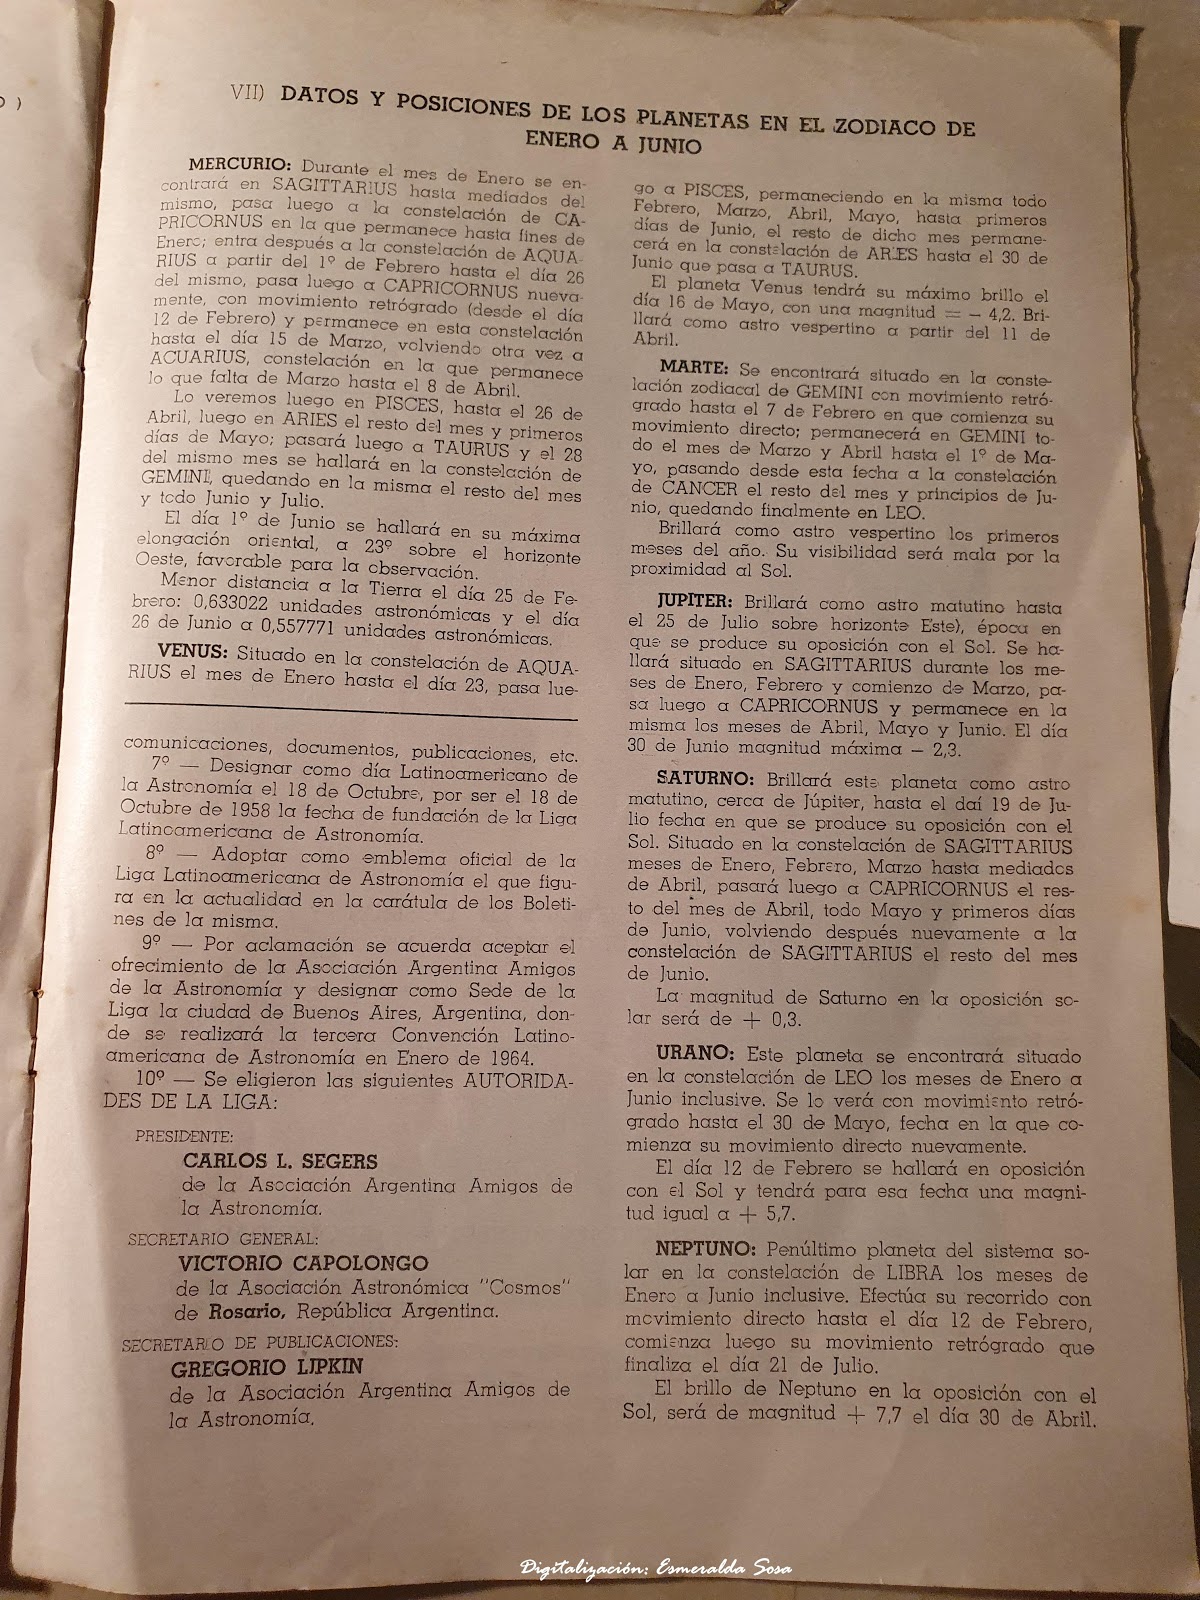 VII) DATOS Y POSICIONES DE LOS PLANETAS EN EL ZODIACO DE
ENERO A JUNIO
MERCURIO: Durante el mes de Enero se en-
contrará en SAGITTARIUS hasta mediados del
mismo, pasa luego a la constelación de CA-
PRICORNUS en la que permanece hasta fines de
Enero; entra después a la constelación de AQUA-
RIUS a partir del 1º de Febrero hasta el día 26
del mismo, pasa luego a CAPRICORNUS nueva-
mente, con movimiento retrógrado (desde el día
12 de Febrero) y permanece en esta constelación
hasta el día 15 de Marzo, volviendo otra vez a
ACUARIUS, constelación en la que permanece
lo que falta de Marzo hasta el 8 de Abril.
Lo veremos luego en PISCES, hasta el 26 de
Abril, luego en ARIES el resto del mes y primeros
días de Mayo; pasará luego a TAURUS y el 28
del mismo mes se hallará en la constelación de
GEMINI, quedando en la misma el resto del mes
y todo Junio y Julio.
El día 1º de Junio se hallará en su máxima
elongación oriental, a 23º sobre el horizonte
Oeste, favorable para la observación.
Menor distancia a la Tierra el día 25 de Fe-
brero: 0,633022 unidades astronómicas y el día
26 de Junio a 0,557771 unidades astronómicas.
VENUS: Situado en la constelación de AQUA-
RIUS el mes de Enero hasta el día 23, pasa lue-
comunicaciones, documentos, publicaciones, etc.
7º — Designar como día Latinoamericano de
la Astronomía el 18 de Octubre, por ser el 18 de
Octubre de 1958 la fecha de fundación de la Liga
Latinoamericana de Astronomía.
8º — Adoptar como emblema oficial de la
Liga Latinoamericana de Astronomía el que figu-
ra en la actualidad en la carátula de los Boleti-
nes de la misma.
9º — Por aclamación se acuerda aceptar el
ofrecimiento de la Asociación Argentina Amigos
de la Astronomía y designar como Sede de la
Liga la ciudad de Buenos Aires, Argentina, don-
de se realizará la tercera Convención Latino-
americana de Astronomía en Enero de 1964.
10º — Se eligieron las siguientes AUTORIDA-
DES DE LA LIGA:
PRESIDENTE:
CARLOS L. SEGERS
de la Asociación Argentina Amigos de
la Astronomía.
SECRETARIO GENERAL:
VICTORIO CAPOLONGO
de la Asociación Astronómica "Cosmos"
de Rosario, República Argentina.
SECRETARIO DE PUBLICACIONES:
GREGORIO LIPKIN
de la Asociación Argentina Amigos de
la Astronomía.
go a PISCES, permaneciendo en la misma todo
Febrero, Marzo, Abril, Mayo, hasta primeros
días de Junio, el resto de dicho mes permane-
cerá en la constelación de ARIES hasta el 30 de
Junio que pasa a TAURUS.
El planeta Venus tendrá su máximo brillo el
día 16 de Mayo, con una magnitud = — 4,2. Bri-
llará como astro vespertino a partir del 11 de
Abril.
MARTE: Se encontrará situado en la conste-
lación zodiacal de GEMINI con movimiento retró-
grado hasta el 7 de Febrero en que comienza su
movimiento directo; permanecerá en GEMINI to-
do el mes de Marzo y Abril hasta el 1º de Ma-
yo, pasando desde esta fecha a la constelación
de CANCER el resto del mes y principios de Ju-
nio, quedando finalmente en LEO.
Brillará como astro vespertino los primeros
meses del año. Su visibilidad será mala por la
proximidad al Sol.
JUPITER: Brillará como astro matutino hasta
el 25 de Julio sobre horizonte Este), época en
que se produce su oposición con el Sol. Se ha-
llará situado en SAGITTARIUS durante los me-
ses de Enero, Febrero y comienzo de Marzo, pa-
sa luego a CAPRICORNUS y permanece en la
misma los meses de Abril, Mayo y Junio. El día
30 de Junio magnitud máxima — 2,3.
SATURNO: Brillará este planeta como astro
matutino, cerca de Júpiter, hasta el daí 19 de Ju-
lio fecha en que se produce su oposición con el
Sol. Situado en la constelación de SAGITTARIUS
meses de Enero, Febrero, Marzo hasta mediados
de Abril, pasará luego a CAPRICORNUS el res-
to del mes de Abril, todo Mayo y primeros días
de Junio, volviendo después nuevamente a la
constelación de SAGITTARIUS el resto del mes
de Junio.
La magnitud de Saturno en la oposición so-
lar será de + 0,3.
URANO: Este planeta se encontrará situado
en la constelación de LEO los meses de Enero a
Junio inclusive. Se lo verá con movimiento retró-
grado hasta el 30 de Mayo, fecha en la que co-
mienza su movimiento directo nuevamente.
El día 12 de Febrero se hallará en oposición
con el Sol y tendrá para esa fecha una magni-
tud igual a + 5,7.
NEPTUNO: Penúltimo planeta del sistema so-
lar en la constelación de LIBRA los meses de
Enero a Junio inclusive. Efectúa su recorrido con
movimiento directo hasta el día 12 de Febrero,
comienza luego su movimiento retrógrado que
finaliza el día 21 de Julio.
El brillo de Neptuno en la oposición con el
Sol, será de magnitud + 7,7 el día 30 de Abril.
Digitalización: Esmeralda Sosa